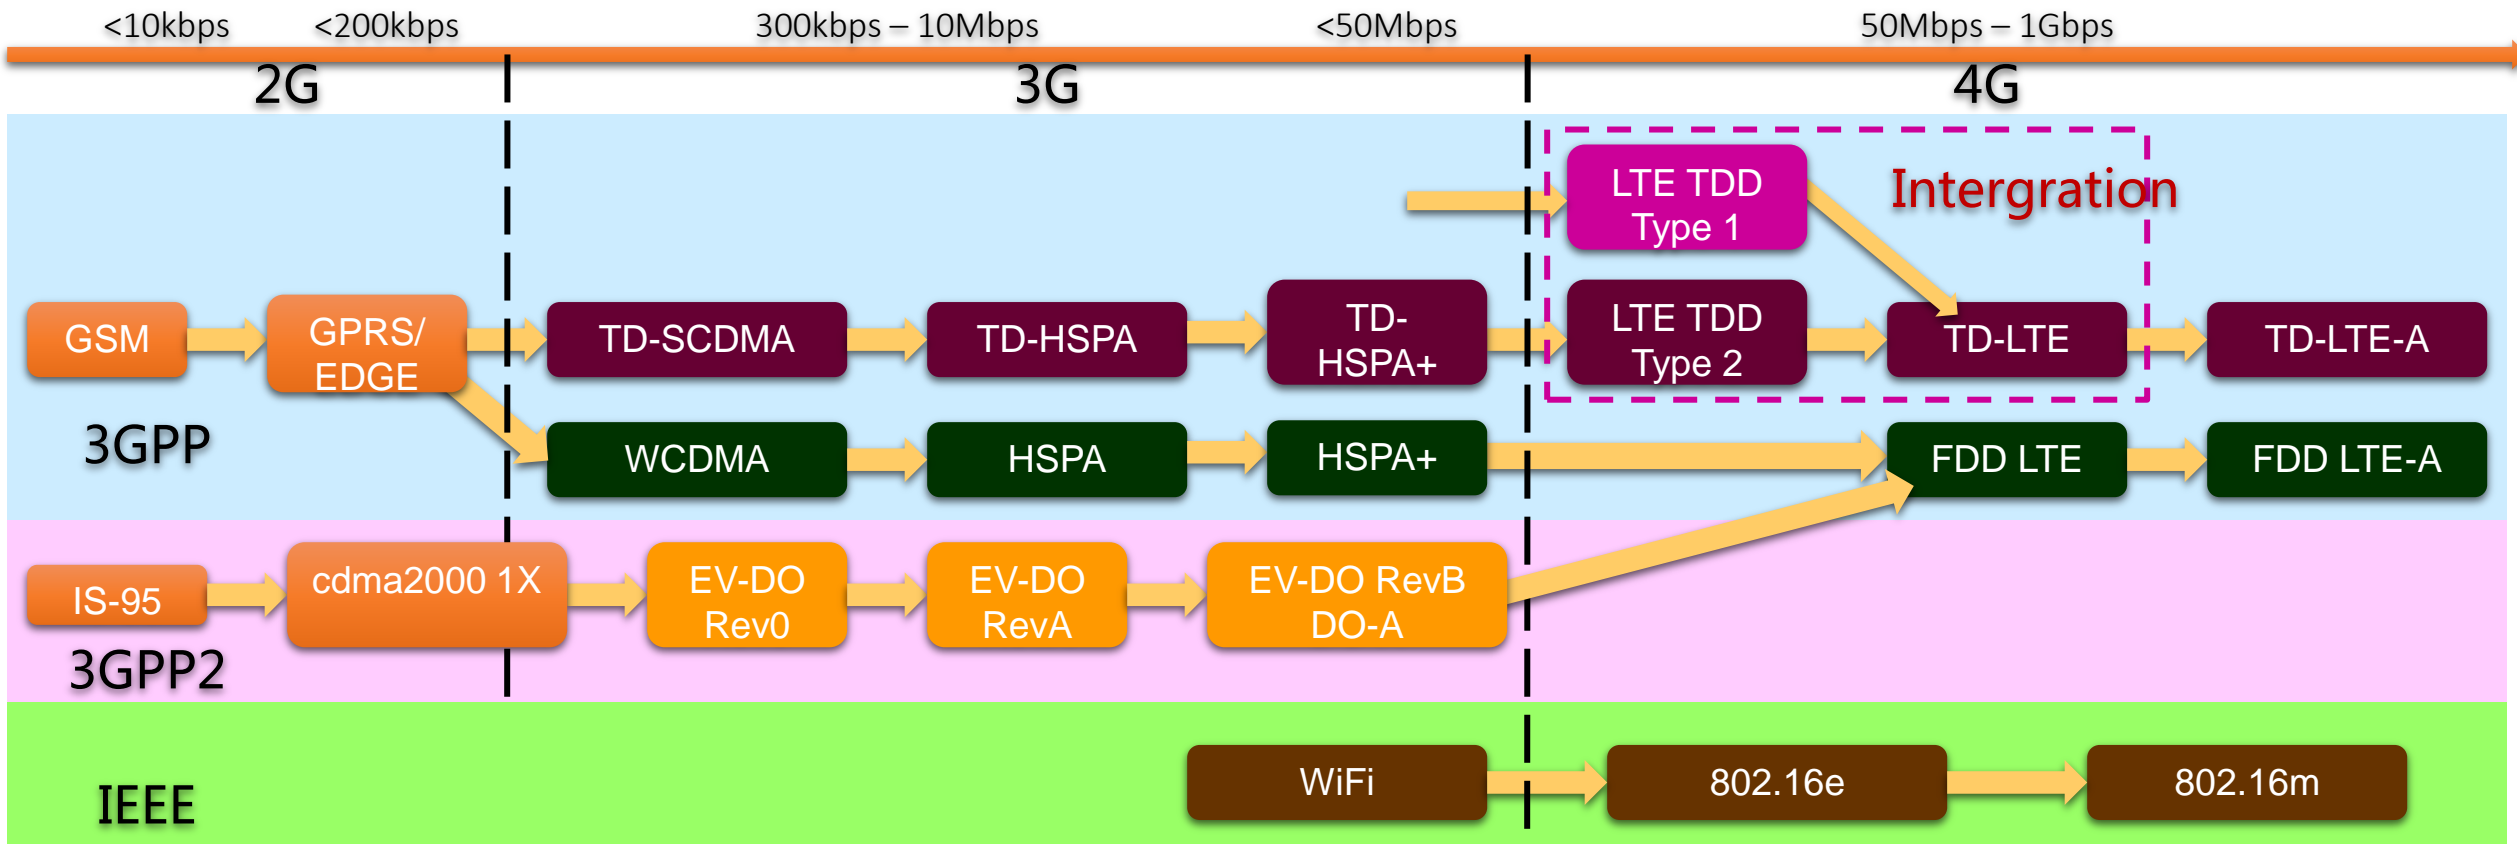 <10kbps
<200kbps
300kbps – 10Mbps
<50Mbps
50Mbps – 1Gbps
2G
3G
4G
LTE TDD
Type 1
Intergration
GSM
GPRS/
EDGE
TD-SCDMA
TD-HSPA
TD-
HSPA+
LTE TDD
Type 2
TD-LTE
TD-LTE-A
3GPP
WCDMA
HSPA
HSPA+
FDD LTE
FDD LTE-A
IS-95
cdma2000 1X
EV-DO
Rev0
EV-DO
RevA
EV-DO RevB
DO-A
3GPP2
IEEE
WiFi
802.16e
802.16m